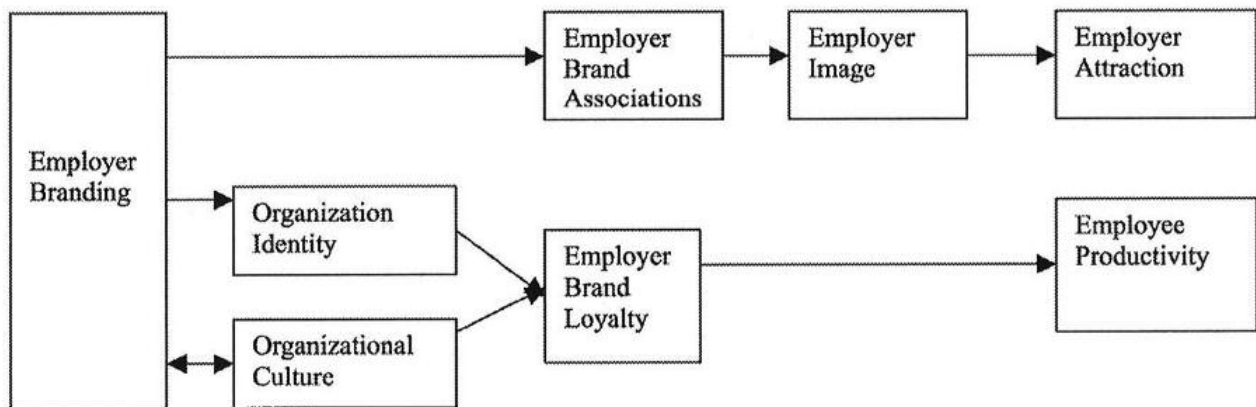 Employer
Branding
Employer
Brand
Associations
Employer
Image
Employer
Attraction
Organization
Identity
Organizational
Culture
Employer
Brand
Loyalty
Employee
Productivity